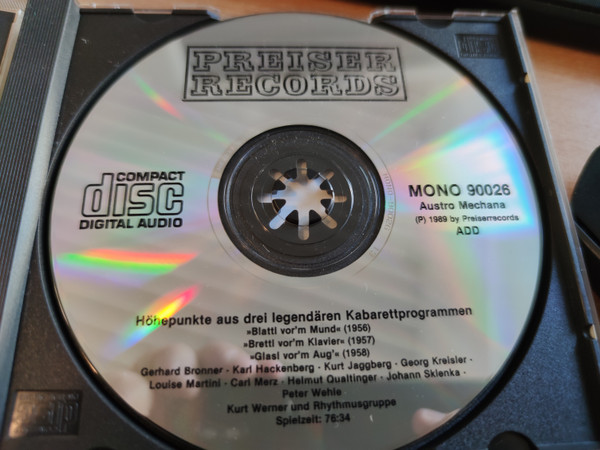 PREISER
RECORDS
COMPACT
disc
DIGITAL AUDIO
MONO 90026
Austro Mechana
(P) 1989 by Preiserrecords
ADD
Höhepunkte aus drei legendären Kabarettprogrammen
»Blattl vor'm Mund« (1956)
»Brettl vor'm Klavier« (1957)
»Glasl vor'm Aug'« (1958)
Gerhard Bronner · Karl Hackenberg · Kurt Jaggberg · Georg Kreisler ·
Louise Martini · Carl Merz · Helmut Qualtinger · Johann Sklenka ·
Peter Wehle
Kurt Werner und Rhythmusgruppe
Spielzeit: 76:34